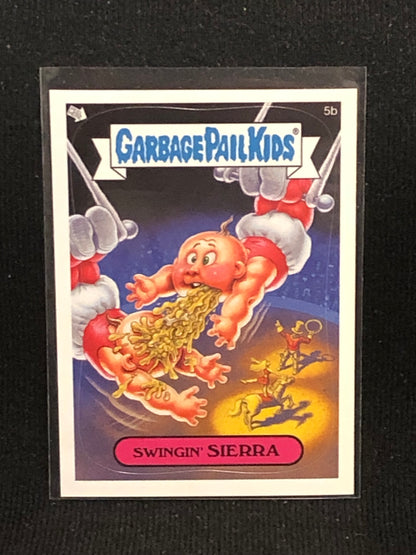 5b
GARBAGE PAIL KIDS®
SWINGIN' SIERRA